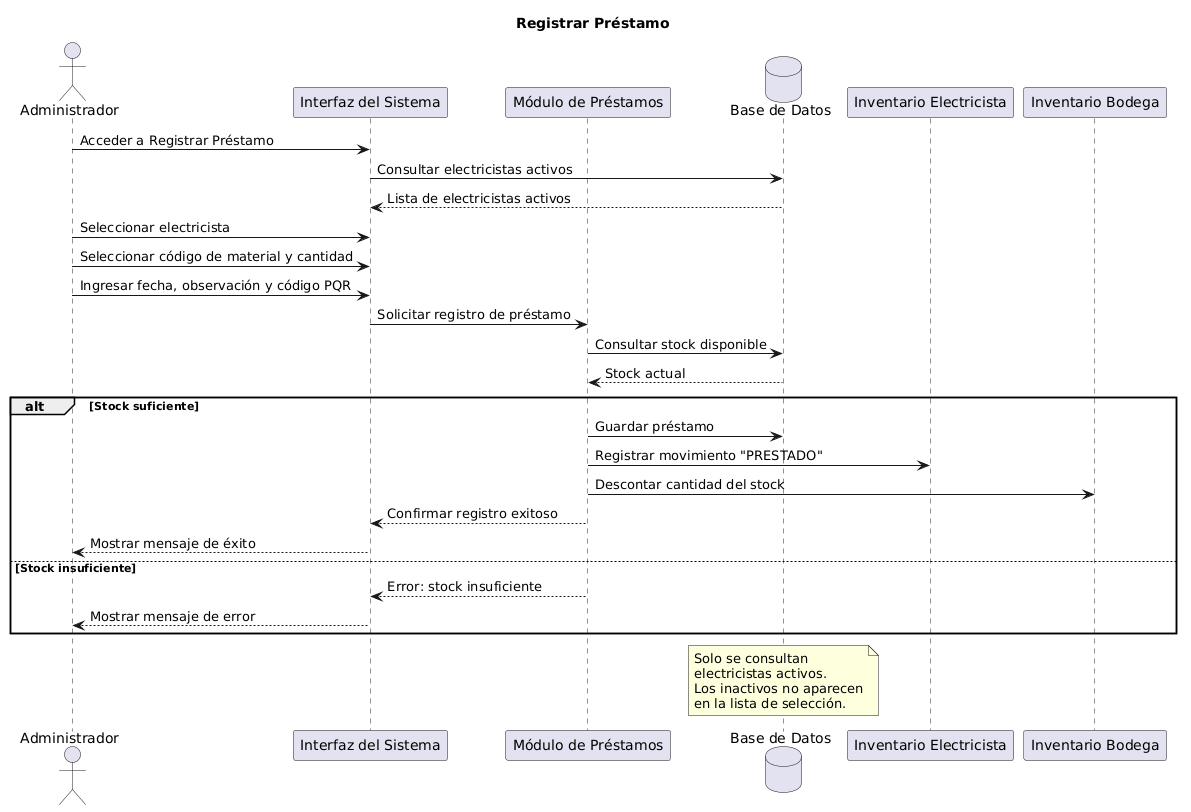 Registrar Préstamo
Administrador
Interfaz del Sistema
Módulo de Préstamos
Base de Datos
Inventario Electricista
Inventario Bodega
Acceder a Registrar Préstamo
Consultar electricistas activos
Lista de electricistas activos
Seleccionar electricista
Seleccionar código de material y cantidad
Ingresar fecha, observación y código PQR
Solicitar registro de préstamo
Consultar stock disponible
Stock actual
alt
[Stock suficiente]
Guardar préstamo
Registrar movimiento "PRESTADO"
Descontar cantidad del stock
Confirmar registro exitoso
Mostrar mensaje de éxito
[Stock insuficiente]
Error: stock insuficiente
Mostrar mensaje de error
Solo se consultan
electricistas activos.
Los inactivos no aparecen
en la lista de selección.
Administrador
Interfaz del Sistema
Módulo de Préstamos
Base de Datos
Inventario Electricista
Inventario Bodega